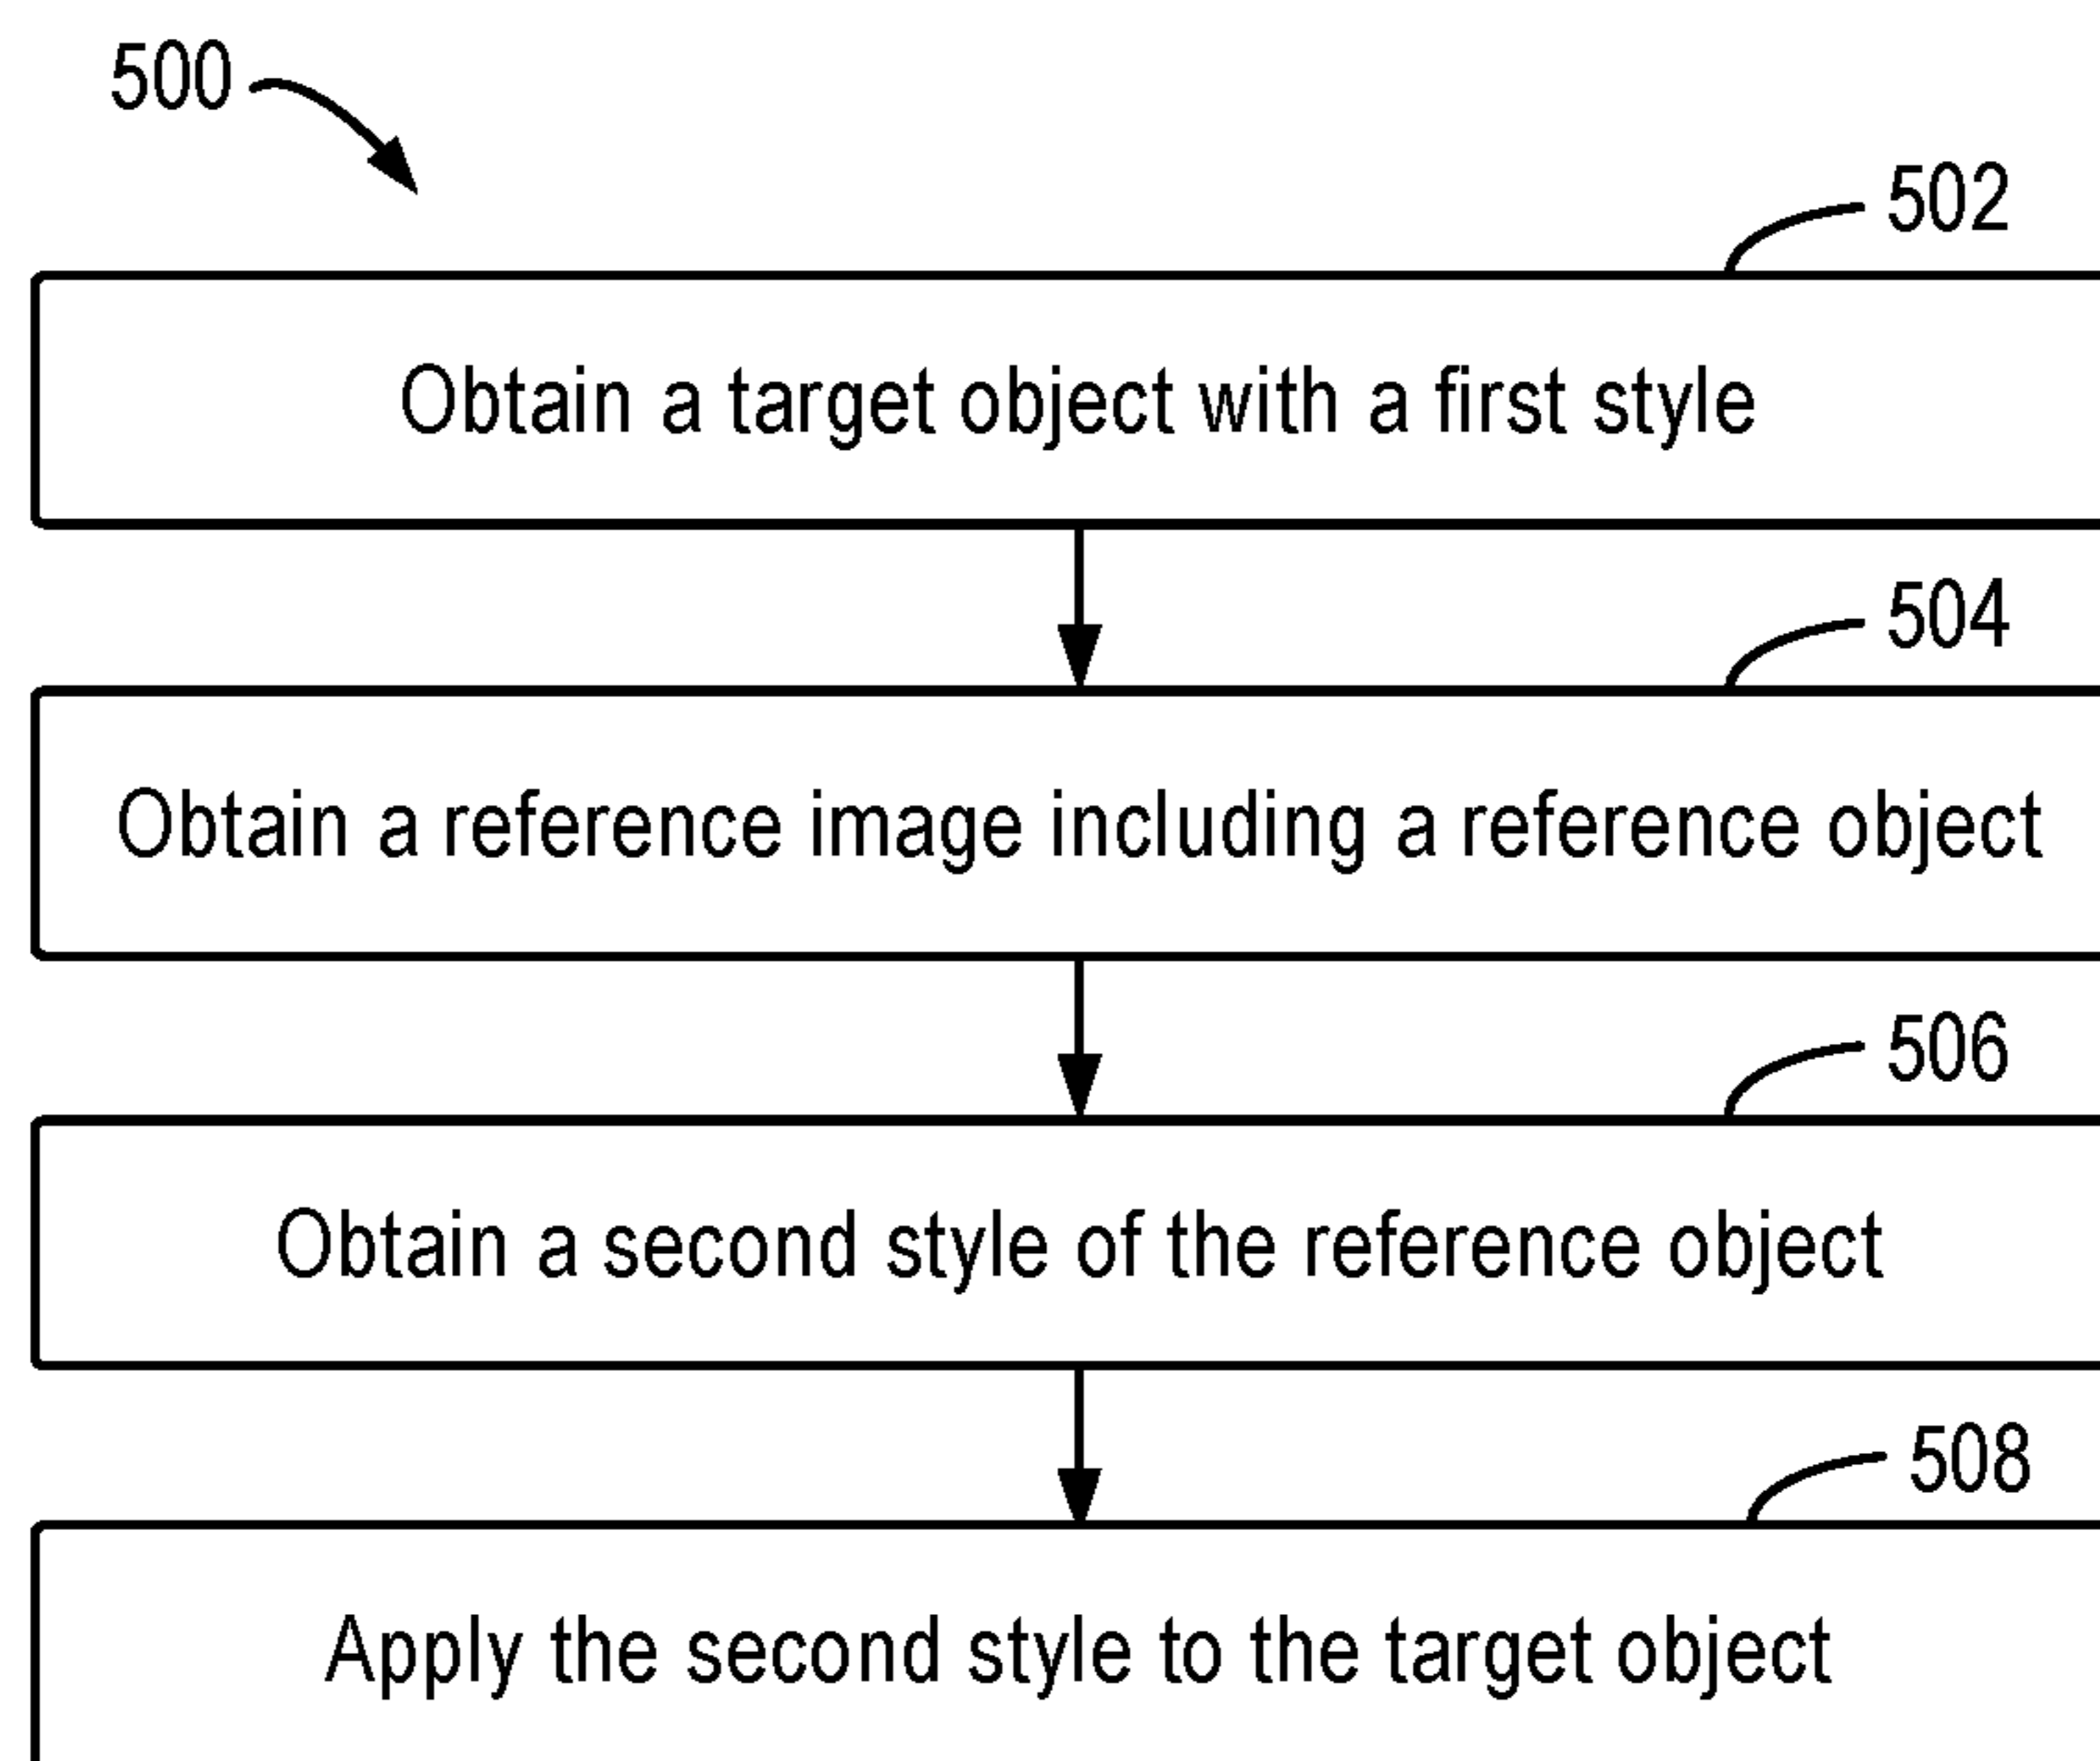 500
502
Obtain a target object with a first style
504
Obtain a reference image including a reference object
506
Obtain a second style of the reference object
508
Apply the second style to the target object